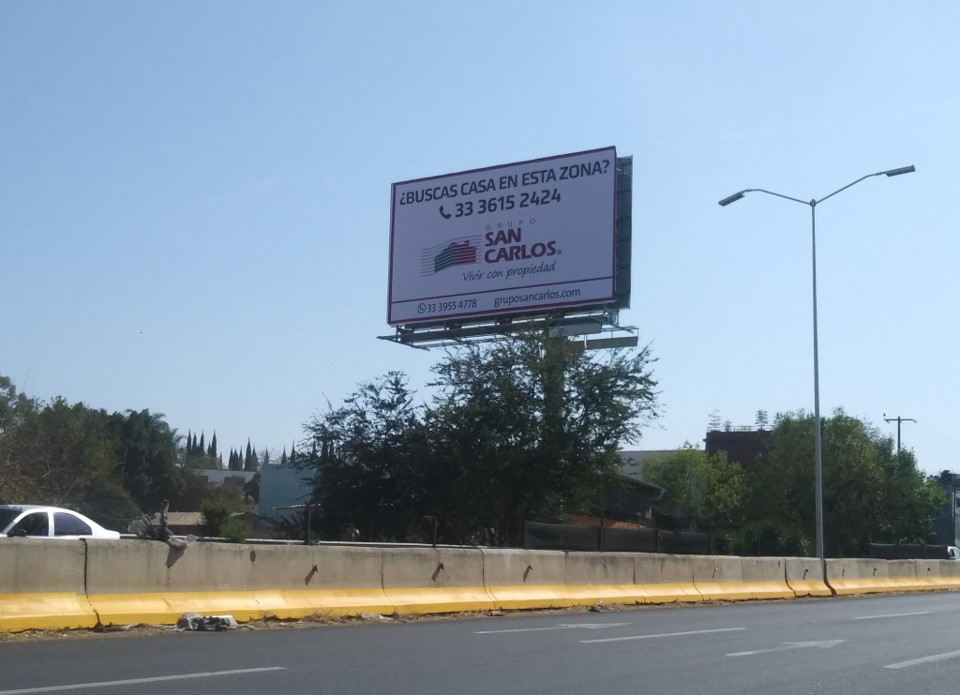 ¿BUSCAS CASA EN ESTA ZONA?
33 3615 2424
GRUPO
SAN
CARLOS®
Vivir con propiedad
33 3955 4778 gruposancarlos.com